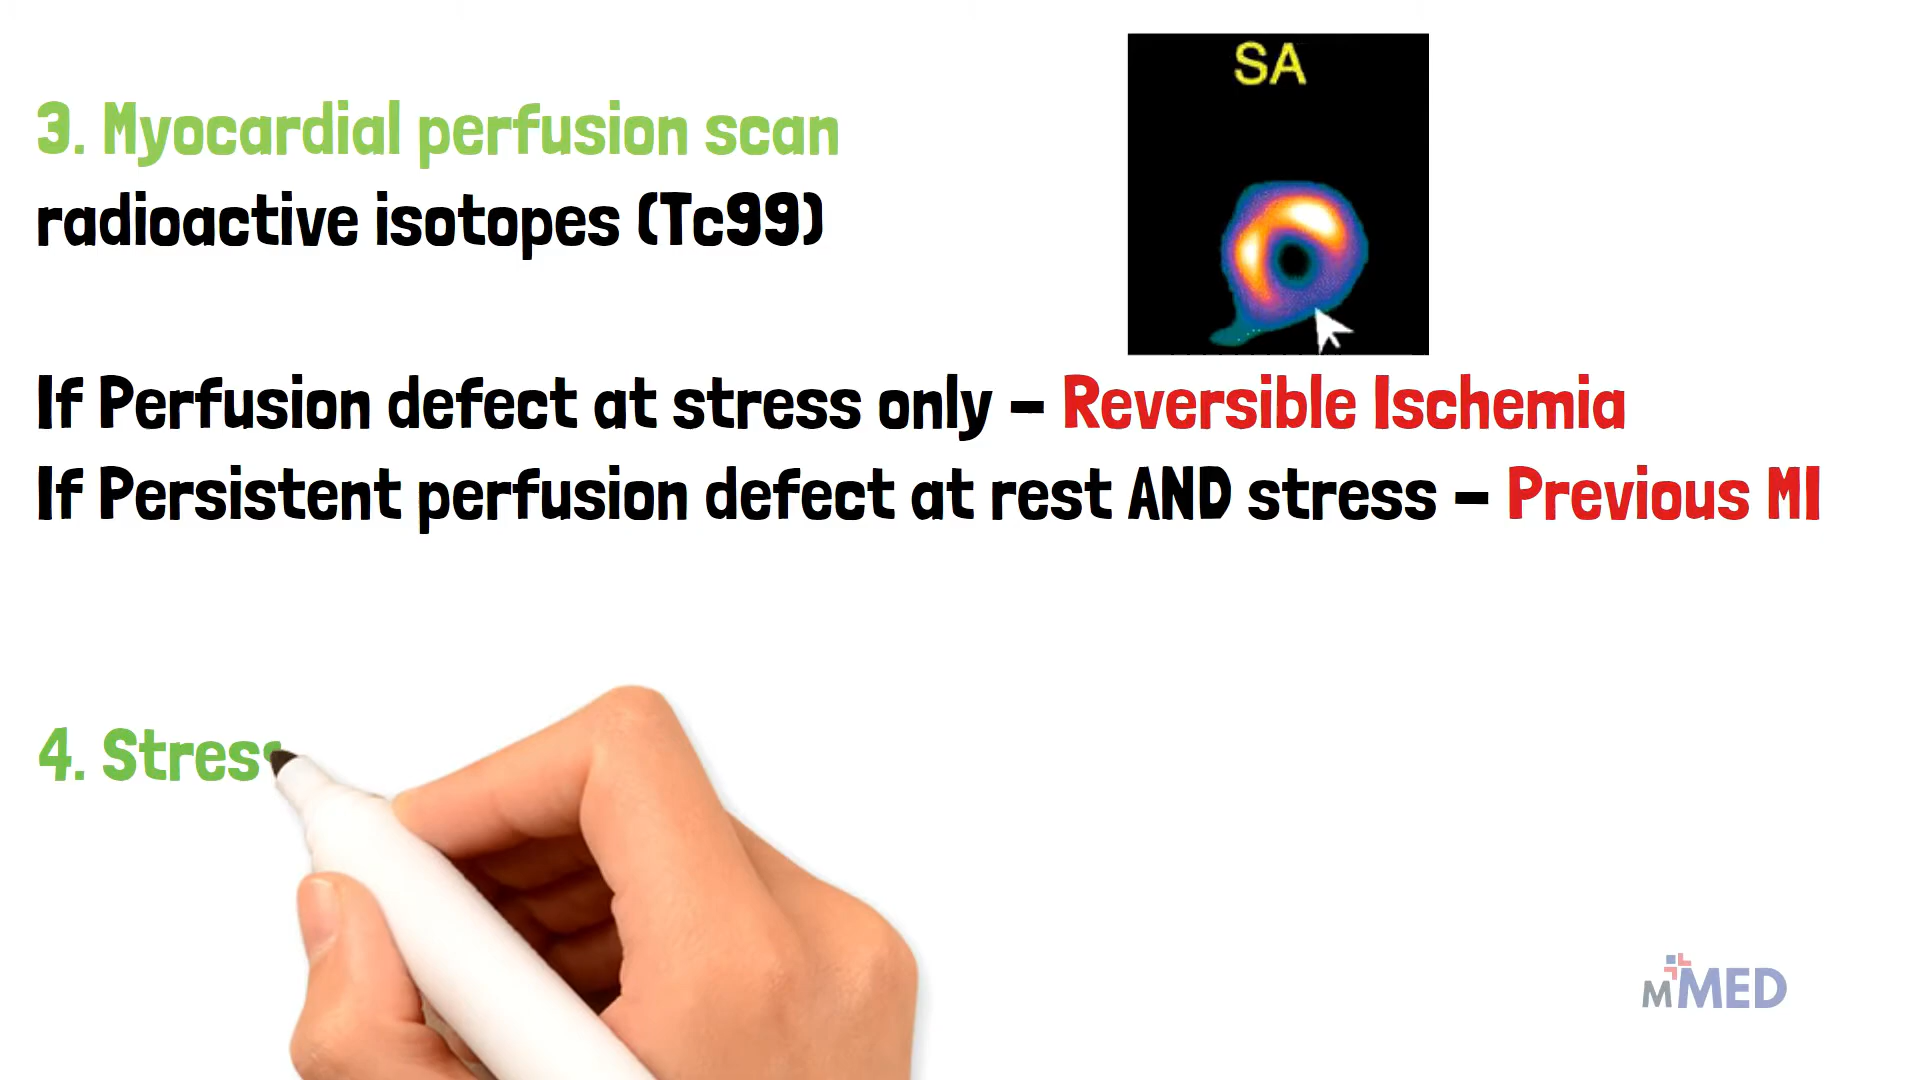 SA
3. Myocardial perfusion scan
radioactive isotopes (Tc99)
If Perfusion defect at stress only – Reversible Ischemia
If Persistent perfusion defect at rest AND stress – Previous MI
4. Stress
MMED